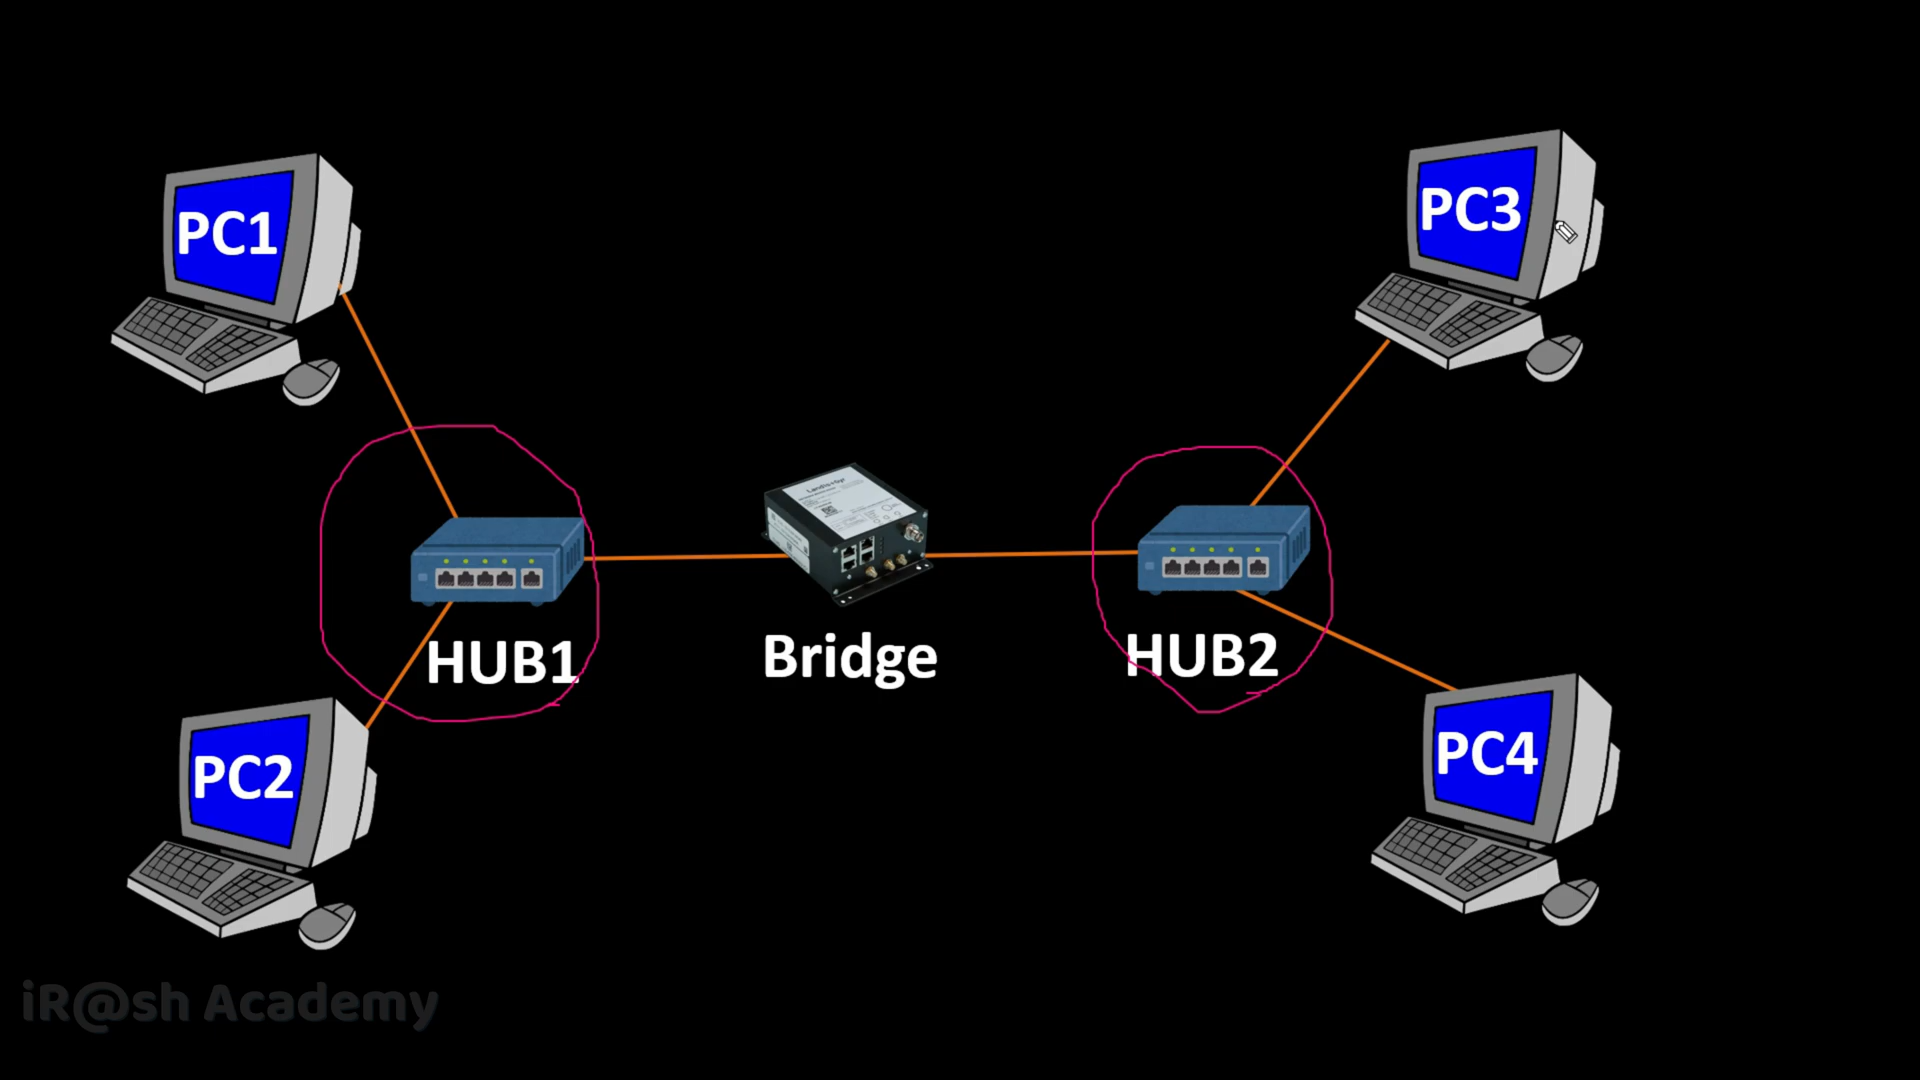 PC1
PC3
HUB1
Bridge
HUB2
PC2
PC4
iR@sh Academy